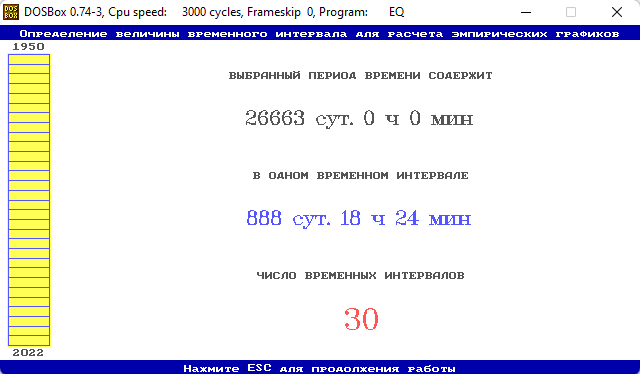 DOSBox 0.74-3, Cpu speed: 3000 cycles, Frameskip 0, Program: EQ
Определение величины временного интервала для расчета эмпирических графиков
1950
ВЫБРАННЫЙ ПЕРИОД ВРЕМЕНИ СОДЕРЖИТ
26663 сут. 0 ч 0 мин
В ОДНОМ ВРЕМЕННОМ ИНТЕРВАЛЕ
888 сут. 18 ч 24 мин
ЧИСЛО ВРЕМЕННЫХ ИНТЕРВАЛОВ
30
2022
Нажмите ESC для продолжения работы